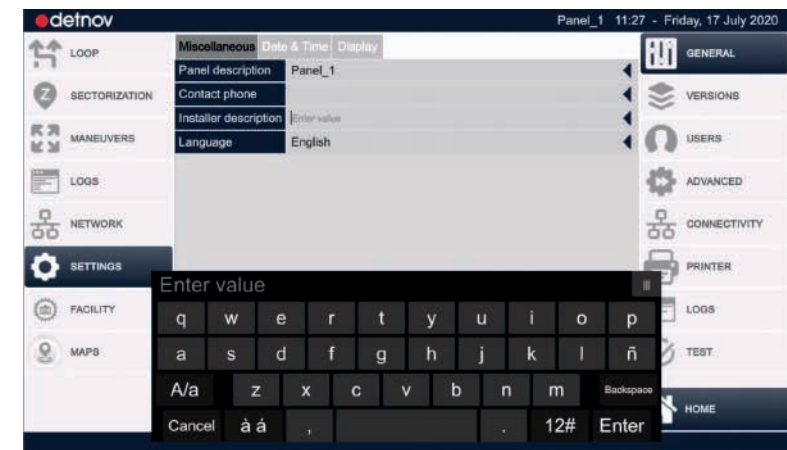 detnov
Panel_1 11:27 - Friday, 17 July 2020
LOOP
SECTORIZATION
MANEUVERS
LOGS
NETWORK
SETTINGS
FACILITY
MAPS
Miscellaneous Date & Time Display
Panel description Panel_1
Contact phone
Installer description Enter value
Language English
GENERAL
VERSIONS
USERS
ADVANCED
CONNECTIVITY
PRINTER
LOGS
TEST
HOME
Enter value
q w e r t y u i o p
a s d f g h j k l ñ
A/a z x c v b n m Backspace
Cancel à á , . 12# Enter